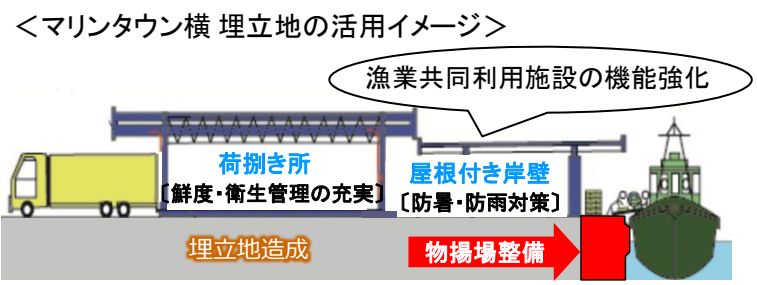 ＜マリンタウン横 埋立地の活用イメージ＞
漁業共同利用施設の機能強化
荷捌き所
〔鮮度・衛生管理の充実〕
屋根付き岸壁
〔防暑・防雨対策〕
埋立地造成
物揚場整備